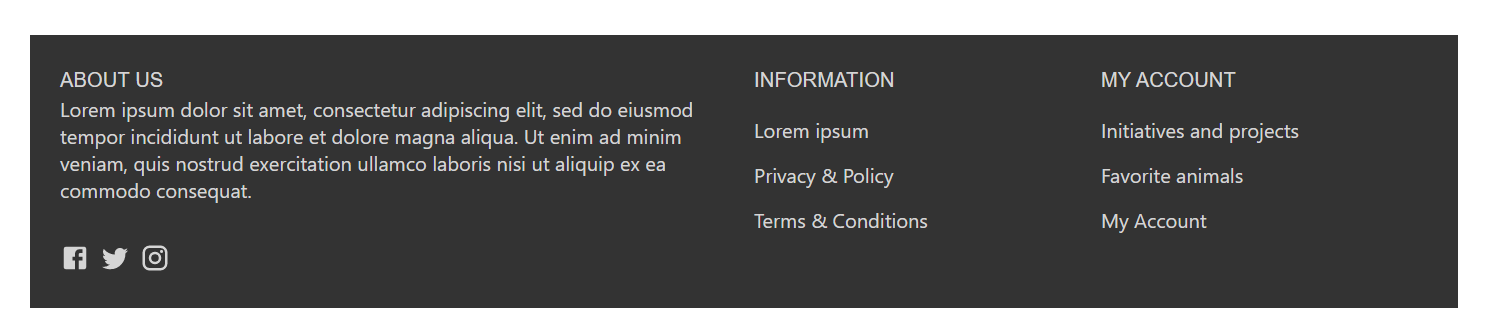 ABOUT US
Lorem ipsum dolor sit amet, consectetur adipiscing elit, sed do eiusmod
tempor incididunt ut labore et dolore magna aliqua. Ut enim ad minim
veniam, quis nostrud exercitation ullamco laboris nisi ut aliquip ex ea
commodo consequat.
INFORMATION
Lorem ipsum
Privacy & Policy
Terms & Conditions
MY ACCOUNT
Initiatives and projects
Favorite animals
My Account